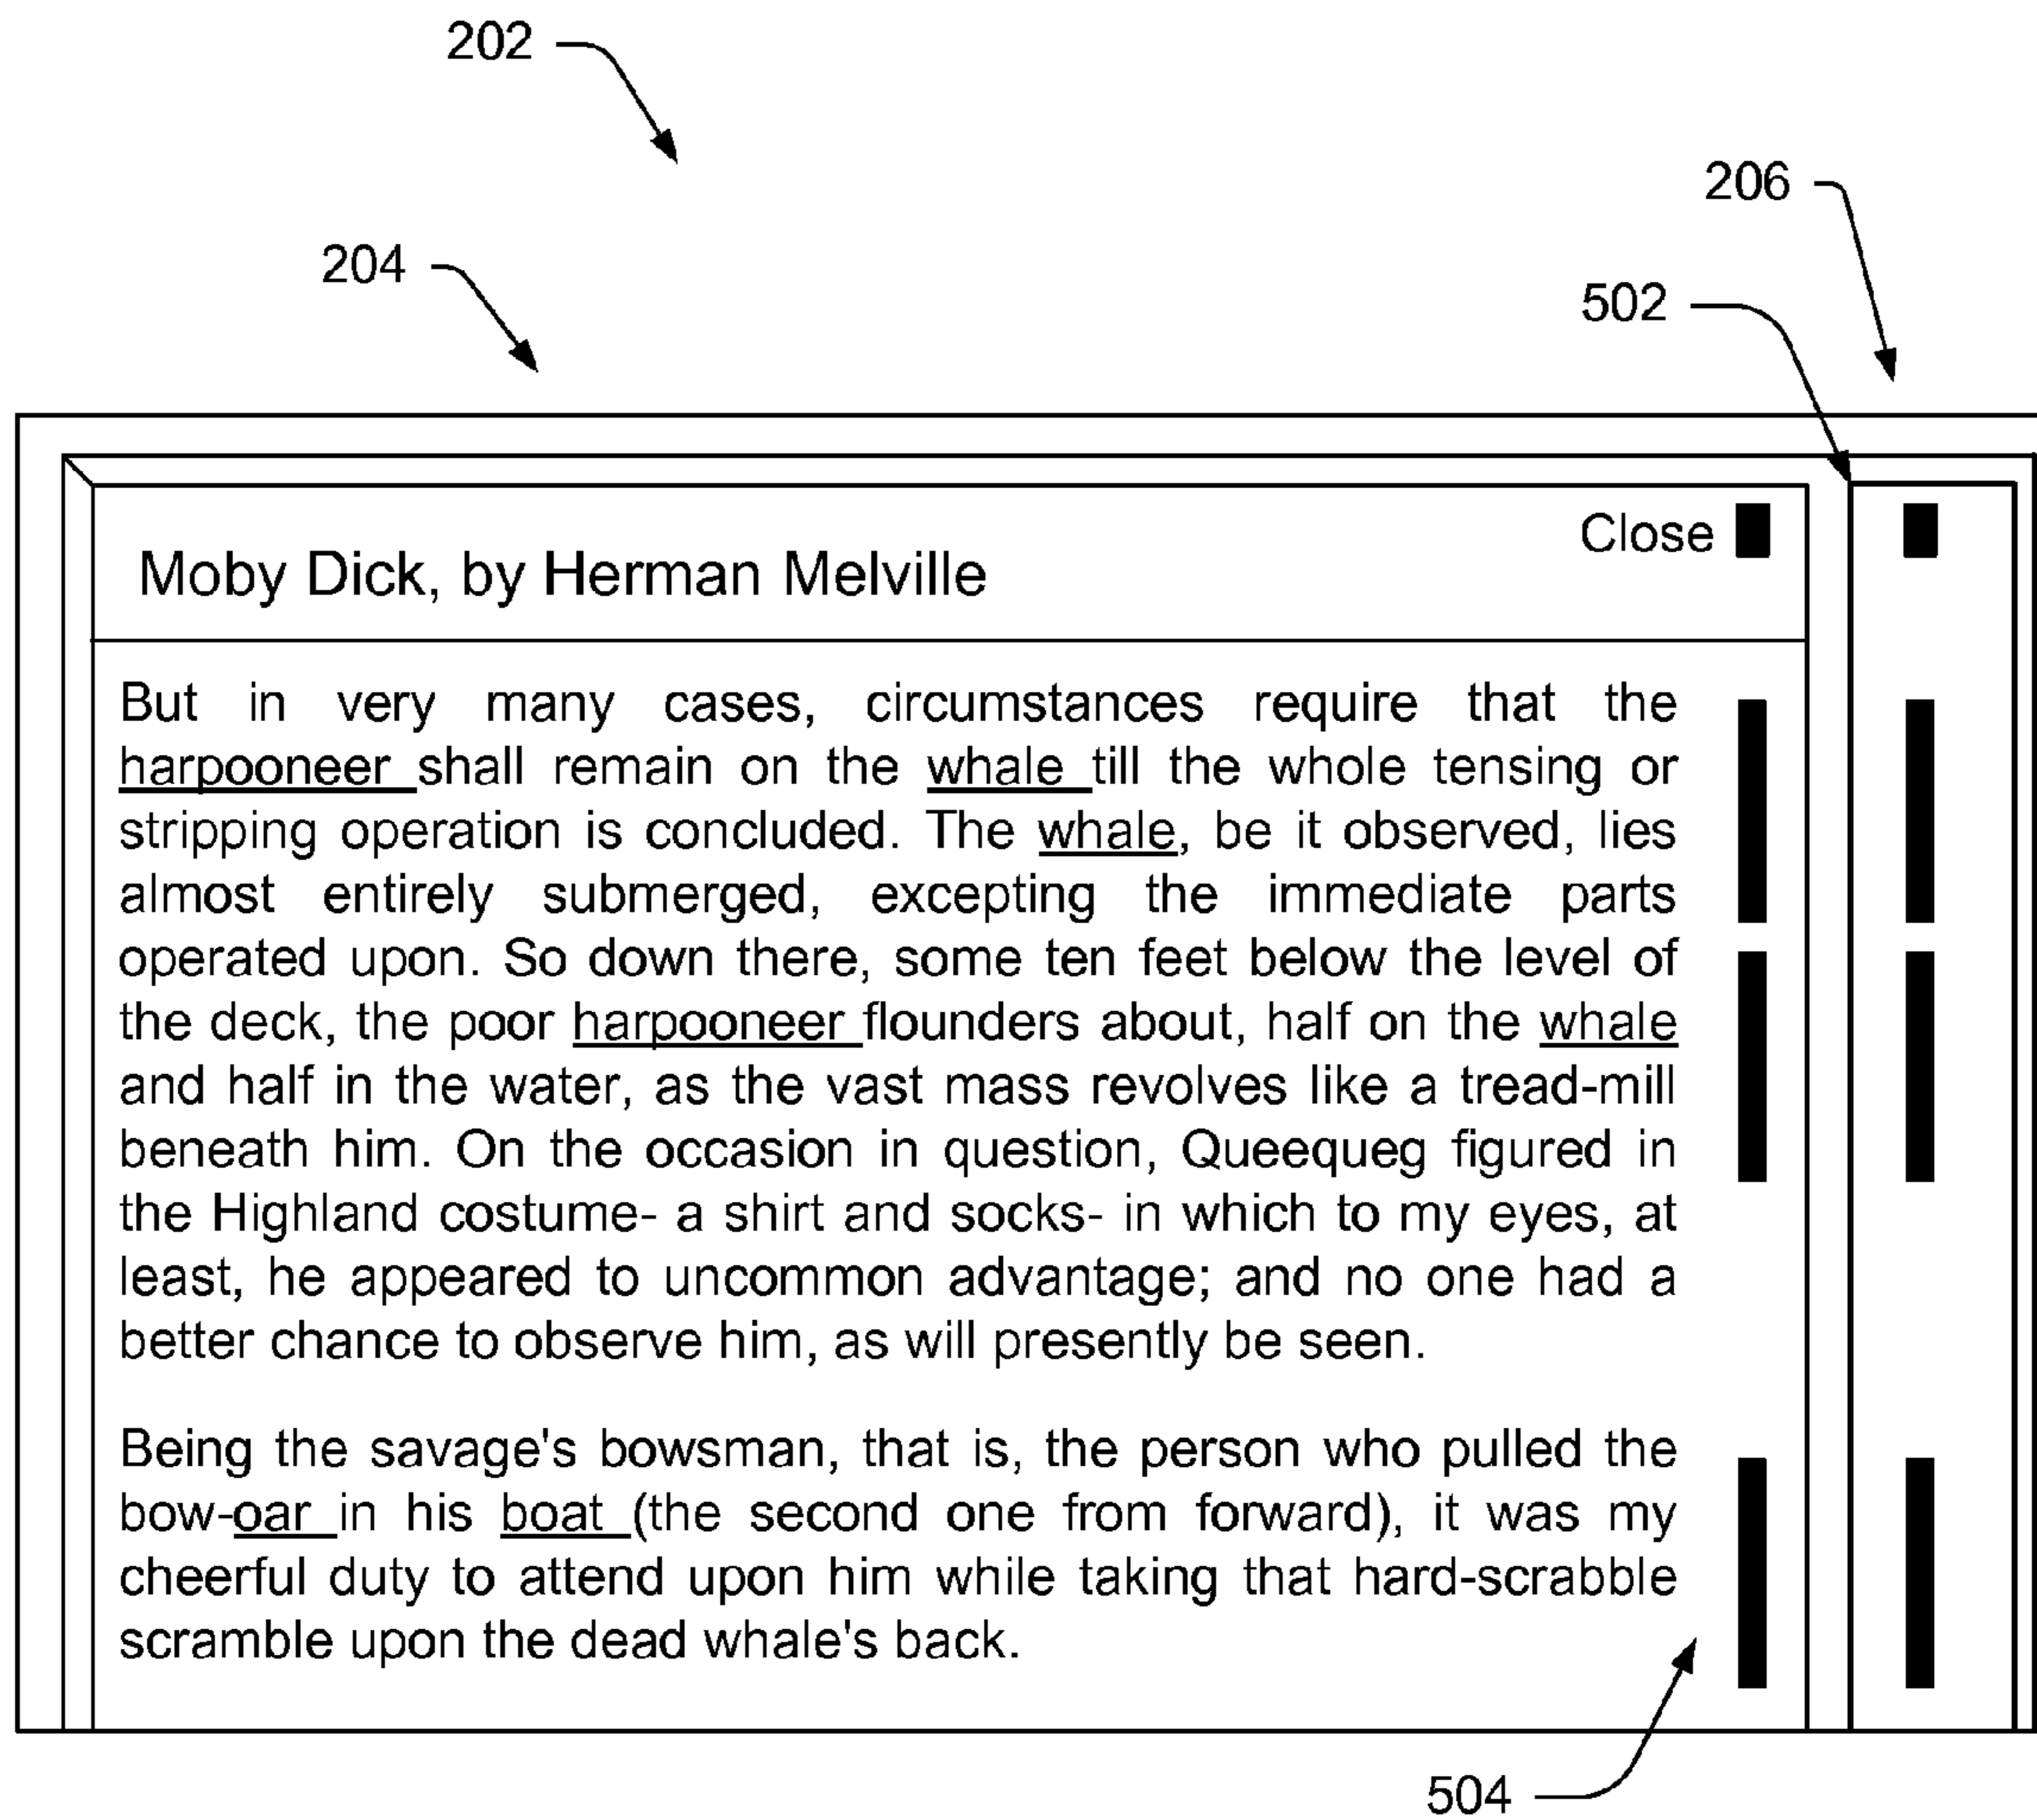 202
206
204
502
Close
Moby Dick, by Herman Melville
But in very many cases, circumstances require that the
harpooneer shall remain on the whale till the whole tensing or
stripping operation is concluded. The whale, be it observed, lies
almost entirely submerged, excepting the immediate parts
operated upon. So down there, some ten feet below the level of
the deck, the poor harpooneer flounders about, half on the whale
and half in the water, as the vast mass revolves like a tread-mill
beneath him. On the occasion in question, Queequeg figured in
the Highland costume- a shirt and socks- in which to my eyes, at
least, he appeared to uncommon advantage; and no one had a
better chance to observe him, as will presently be seen.
Being the savage's bowsman, that is, the person who pulled the
bow-oar in his boat (the second one from forward), it was my
cheerful duty to attend upon him while taking that hard-scrabble
scramble upon the dead whale's back.
504